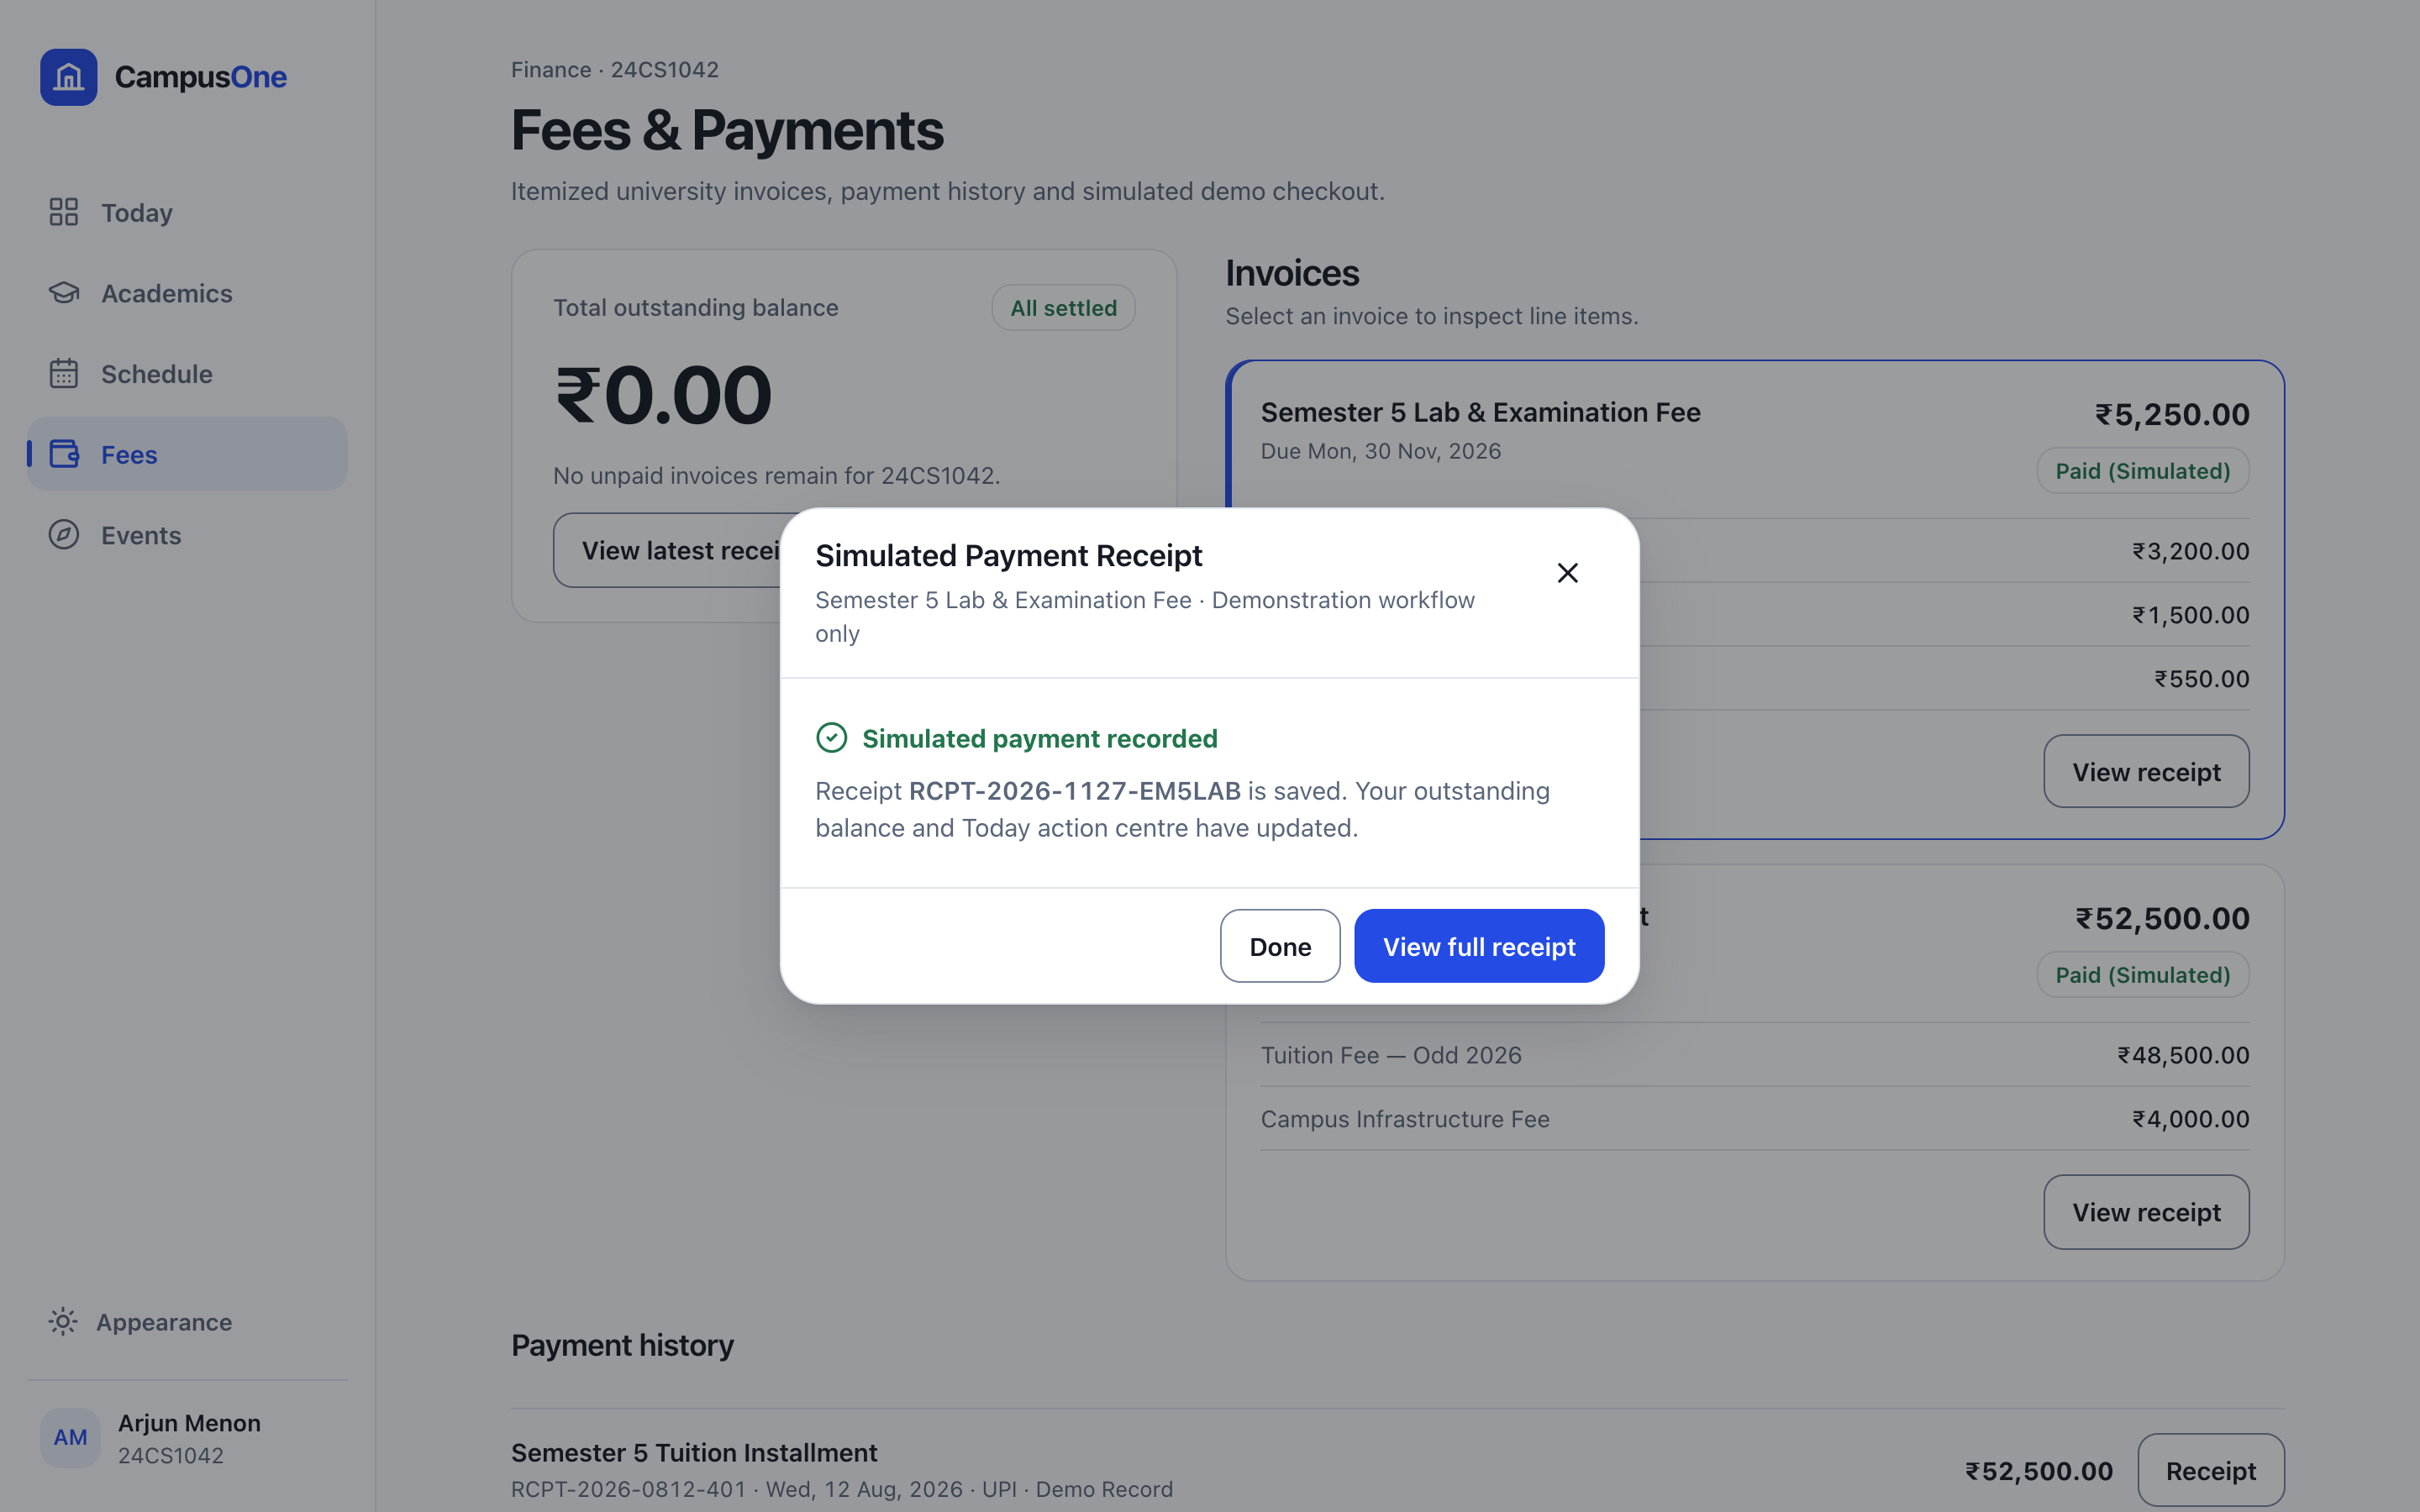 CampusOne
Today
Academics
Schedule
Fees
Events
Appearance
AM
Arjun Menon
24CS1042
Finance · 24CS1042
Fees & Payments
Itemized university invoices, payment history and simulated demo checkout.
Total outstanding balance
All settled
₹0.00
No unpaid invoices remain for 24CS1042.
View latest recei
Invoices
Select an invoice to inspect line items.
Semester 5 Lab & Examination Fee
₹5,250.00
Due Mon, 30 Nov, 2026
Paid (Simulated)
₹3,200.00
₹1,500.00
₹550.00
View receipt
Simulated Payment Receipt
Semester 5 Lab & Examination Fee · Demonstration workflow
only
Simulated payment recorded
Receipt RCPT-2026-1127-EM5LAB is saved. Your outstanding
balance and Today action centre have updated.
Done
View full receipt
t
₹52,500.00
Paid (Simulated)
Tuition Fee — Odd 2026
₹48,500.00
Campus Infrastructure Fee
₹4,000.00
View receipt
Payment history
Semester 5 Tuition Installment
RCPT-2026-0812-401 · Wed, 12 Aug, 2026 · UPI · Demo Record
₹52,500.00
Receipt